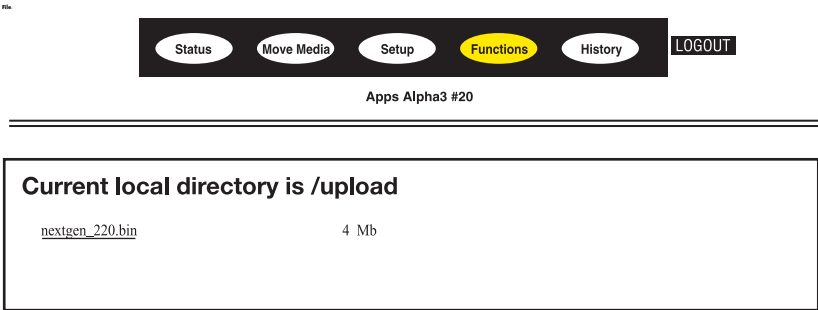 File
Status Move Media Setup Functions History LOGOUT
Apps Alpha3 #20
Current local directory is /upload
nextgen_220.bin 4 Mb